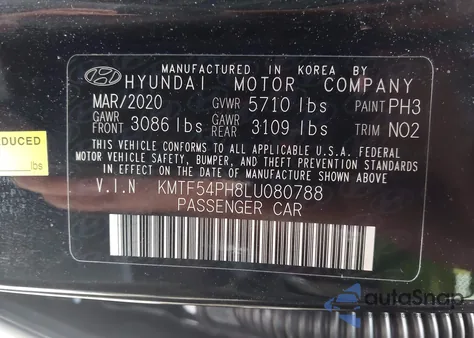 MANUFACTURED IN KOREA BY
HYUNDAI MOTOR COMPANY
MAR/2020 GVWR 5710 lbs PAINT PH3
GAWR FRONT 3086 lbs GAWR REAR 3109 lbs TRIM NO2
THIS VEHICLE CONFORMS TO ALL APPLICABLE U.S.A. FEDERAL
MOTOR VEHICLE SAFETY, BUMPER, AND THEFT PREVENTION STANDARDS
IN EFFECT ON THE DATE OF MANUFACTURE SHOWN ABOVE.
V.I.N KMTF54PH8LU080788
PASSENGER CAR
DUCED
lbs
autoSnap